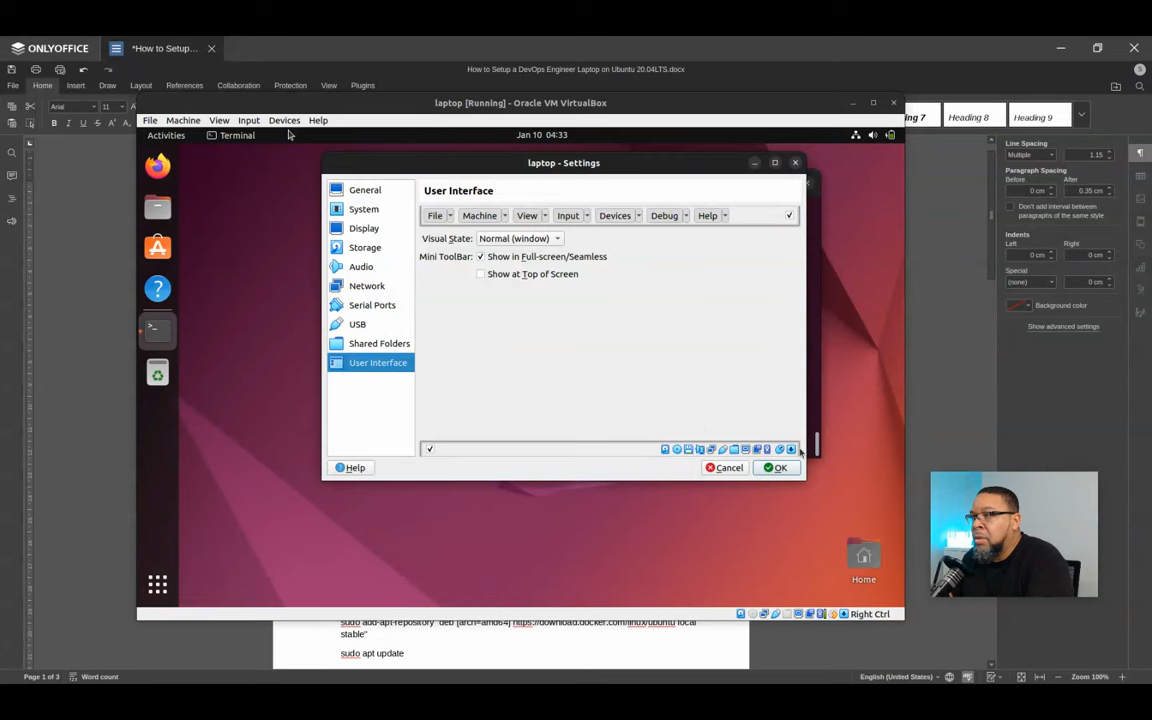 ONLYOFFICE
*How to Setup...
How to Setup a DevOps Engineer Laptop on Ubuntu 20.04LTS.docx
S
File Home Insert Draw Layout References Collaboration Protection View Plugins
Arial 11
B I U S
laptop [Running] - Oracle VM VirtualBox
File Machine View Input Devices Help
Activities Terminal Jan 10 04:33
ing 7 Heading 8 Heading 9
Line Spacing
Multiple 1.15
Paragraph Spacing
Before After
0 cm 0.35 cm
Don't add interval between
paragraphs of the same style
Indents
Left Right
0 cm 0 cm
Special
(none) 0 cm
Background color
Show advanced settings
laptop - Settings
General
System
Display
Storage
Audio
Network
Serial Ports
USB
Shared Folders
User Interface
User Interface
File Machine View Input Devices Debug Help
Visual State: Normal (window)
Mini ToolBar: Show in Full-screen/Seamless
Show at Top of Screen
Help Cancel OK
Home
Right Ctrl
sudo add-apt-repository "deb [arch=amd64] https://download.docker.com/linux/ubuntu focal
stable"
sudo apt update
Page 1 of 3 Word count English (United States) Zoom 100%